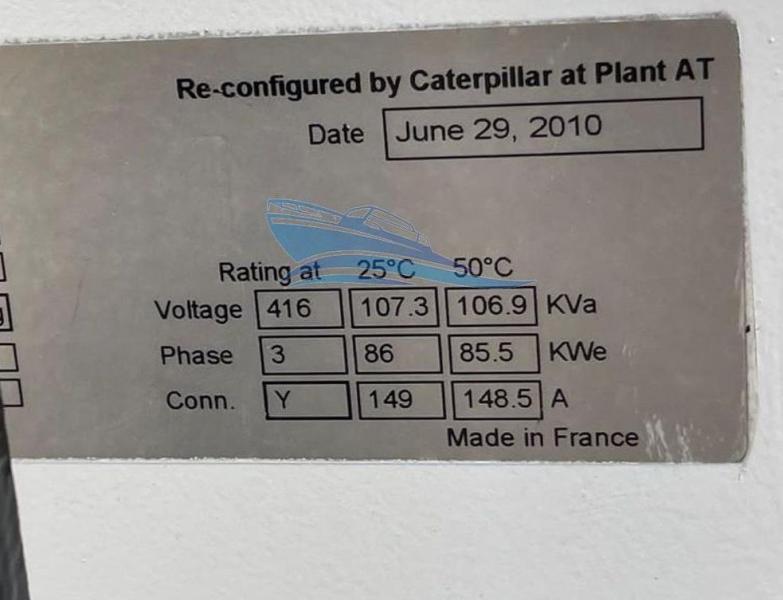 Re-configured by Caterpillar at Plant AT
Date June 29, 2010
Rating at 25°C 50°C
Voltage 416 107.3 106.9 KVa
Phase 3 86 85.5 KWe
Conn. Y 149 148.5 A
Made in France